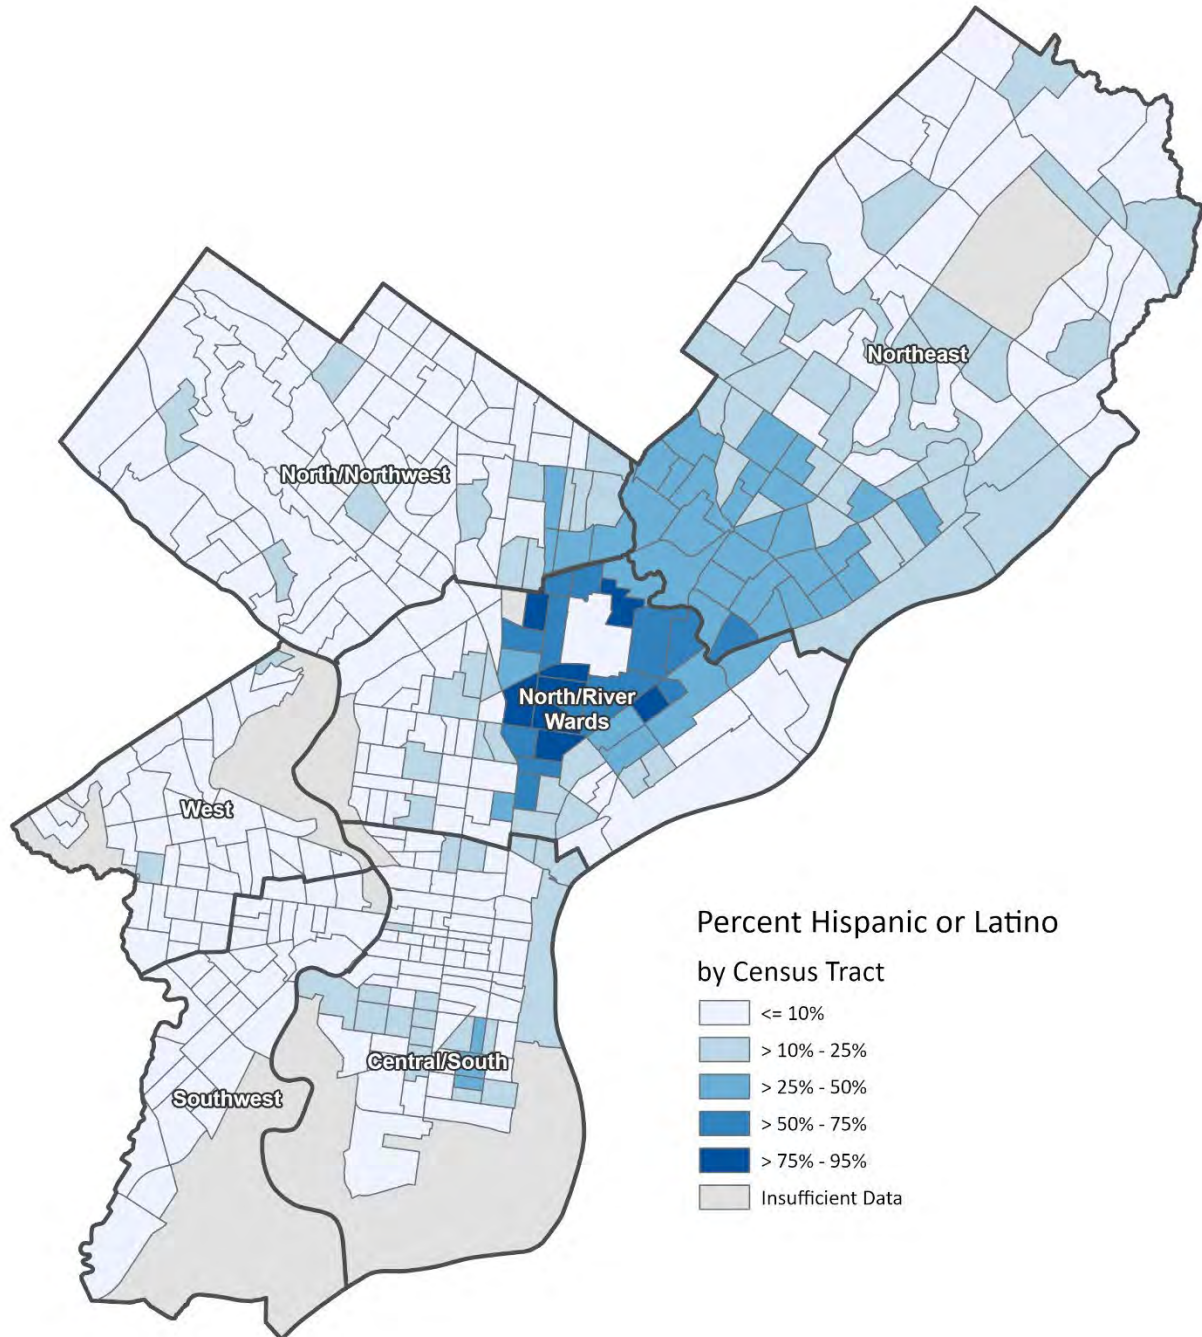 Northeast
North/Northwest
North/River
Wards
West
Central/South
Southwest
Percent Hispanic or Latino
by Census Tract
<= 10%
> 10% - 25%
> 25% - 50%
> 50% - 75%
> 75% - 95%
Insufficient Data